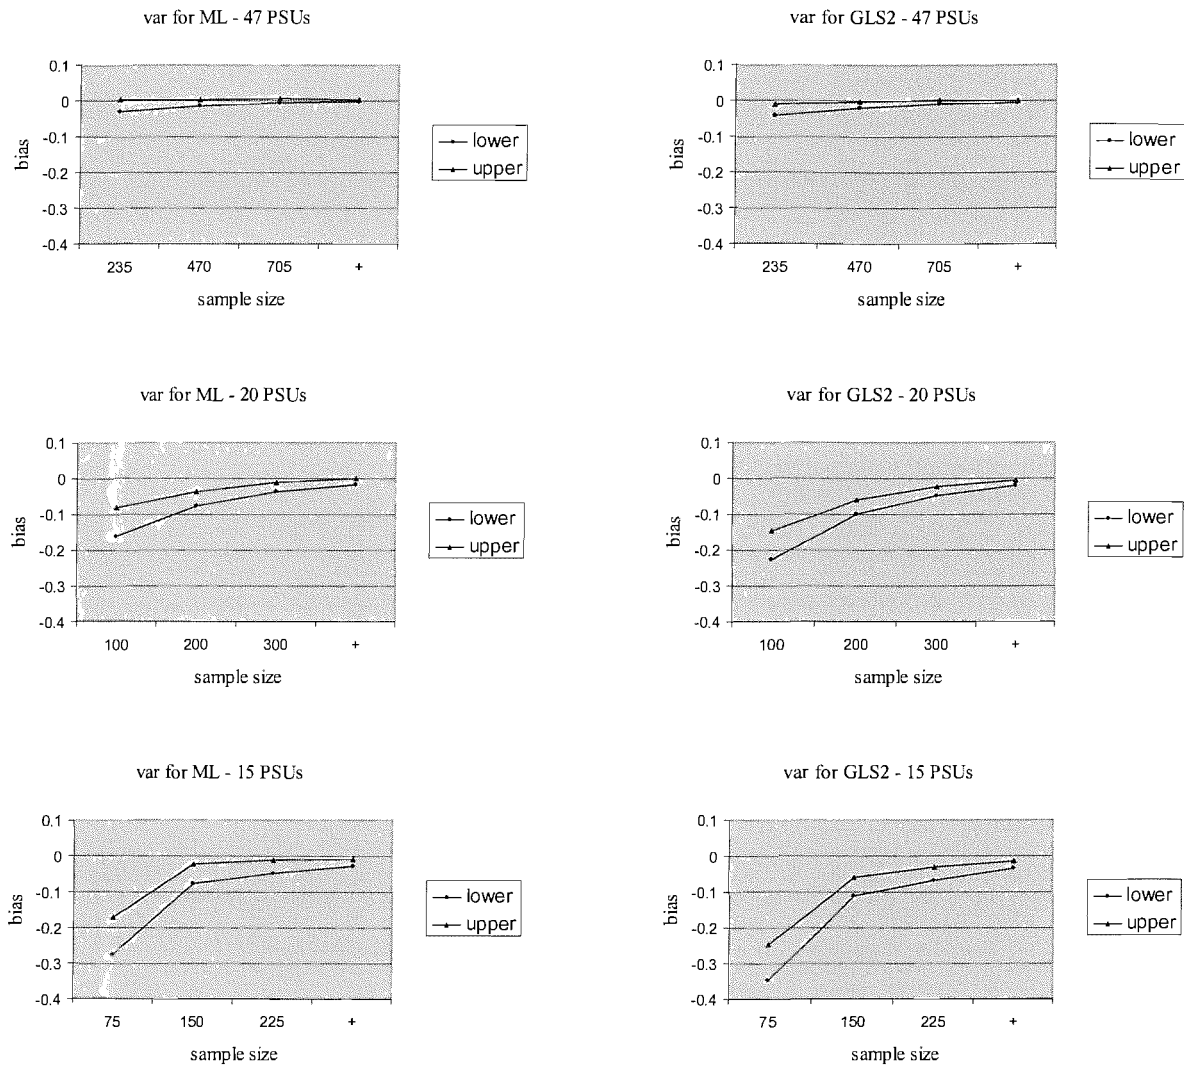 var for ML - 47 PSUs
0.1
0
-0.1
-0.2
-0.3
-0.4
bias
235 470 705 +
sample size
lower
upper
var for GLS2 - 47 PSUs
0.1
0
-0.1
-0.2
-0.3
-0.4
bias
235 470 705 +
sample size
lower
upper
var for ML - 20 PSUs
0.1
0
-0.1
-0.2
-0.3
-0.4
bias
100 200 300 +
sample size
lower
upper
var for GLS2 - 20 PSUs
0.1
0
-0.1
-0.2
-0.3
-0.4
bias
100 200 300 +
sample size
lower
upper
var for ML - 15 PSUs
0.1
0
-0.1
-0.2
-0.3
-0.4
bias
75 150 225 +
sample size
lower
upper
var for GLS2 - 15 PSUs
0.1
0
-0.1
-0.2
-0.3
-0.4
bias
75 150 225 +
sample size
lower
upper